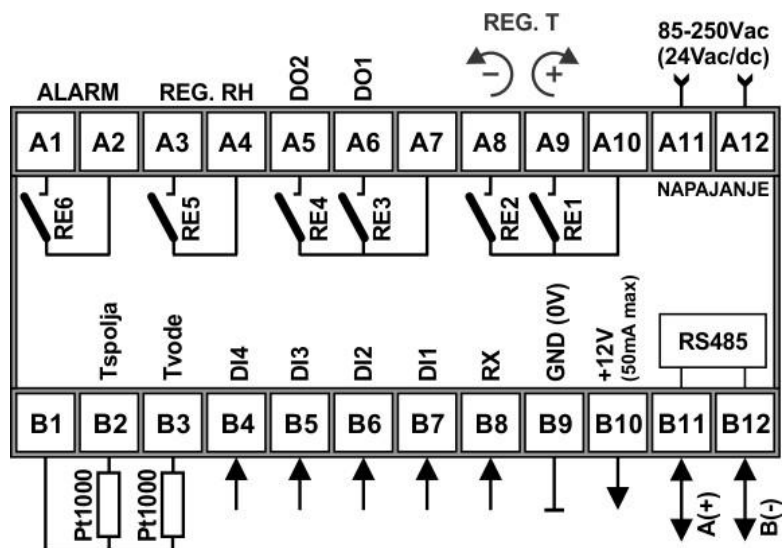 REG. T
85-250Vac
(24Vac/dc)
ALARM
REG. RH
DO2
DO1
−
+
A1
A2
A3
A4
A5
A6
A7
A8
A9
A10
A11
A12
RE6
RE5
RE4
RE3
RE2
RE1
NAPAJANJE
Tspolja
Tvode
DI4
DI3
DI2
DI1
RX
GND (0V)
+12V
(50mA max)
RS485
B1
B2
B3
B4
B5
B6
B7
B8
B9
B10
B11
B12
Pt1000
Pt1000
A(+)
B(-)